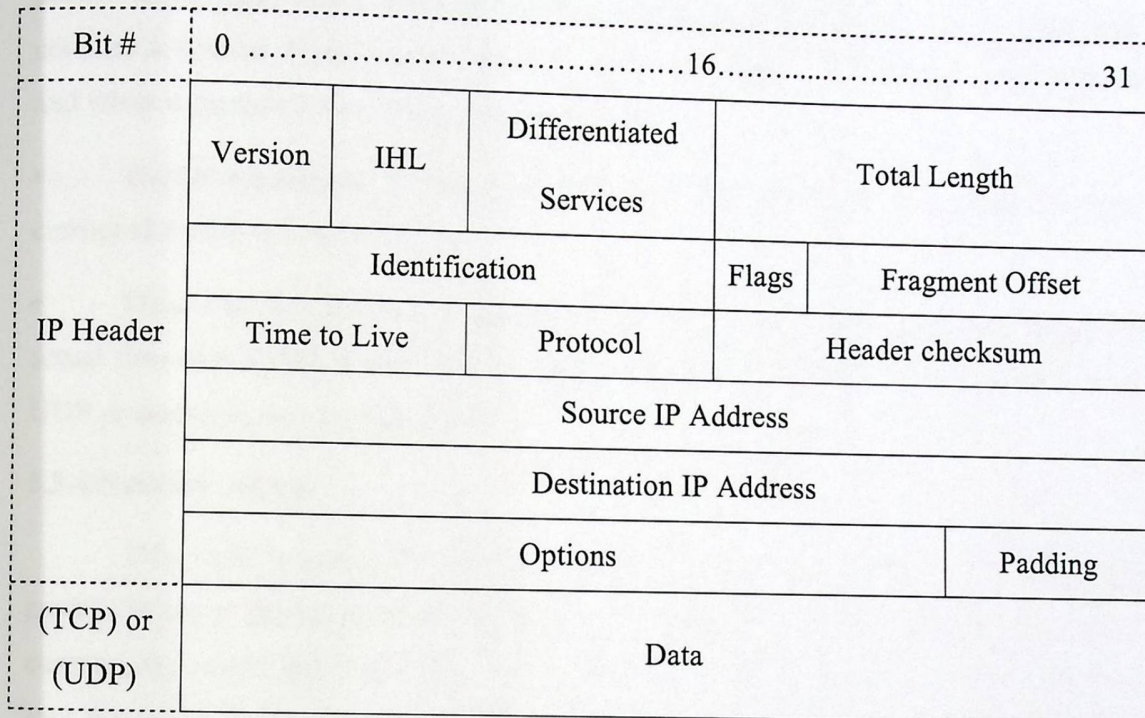 Bit # 0 ........................................16....................................31
Version IHL Differentiated Services Total Length
Identification Flags Fragment Offset
IP Header Time to Live Protocol Header checksum
Source IP Address
Destination IP Address
Options Padding
(TCP) or (UDP) Data